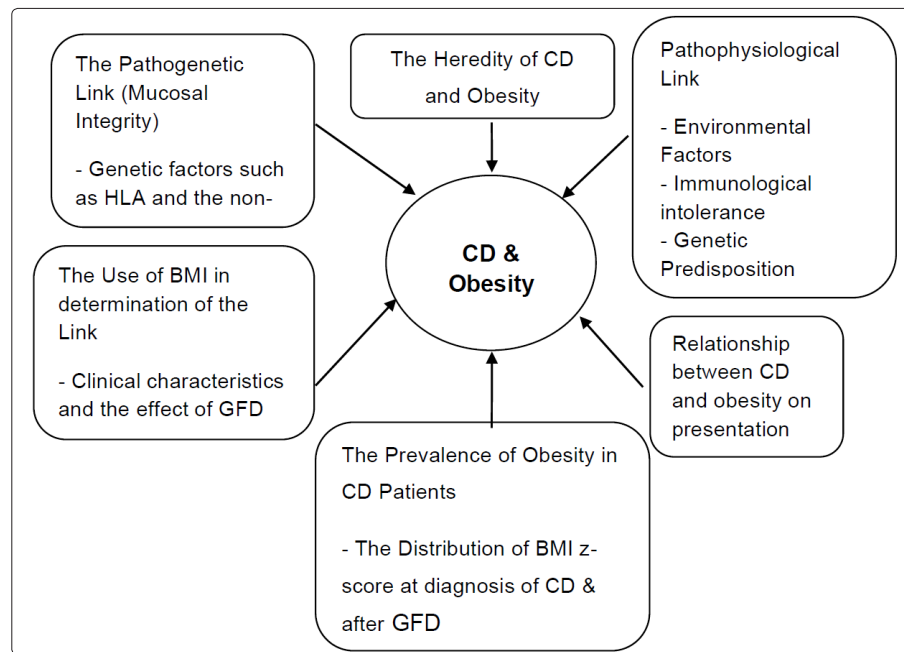 The Pathogenetic
Link (Mucosal
Integrity)
- Genetic factors such
as HLA and the non-
The Heredity of CD
and Obesity
Pathophysiological
Link
- Environmental
Factors
- Immunological
intolerance
- Genetic
Predisposition
CD &
Obesity
The Use of BMI in
determination of the
Link
- Clinical characteristics
and the effect of GFD
Relationship
between CD
and obesity on
presentation
The Prevalence of Obesity in
CD Patients
- The Distribution of BMI z-
score at diagnosis of CD &
after GFD